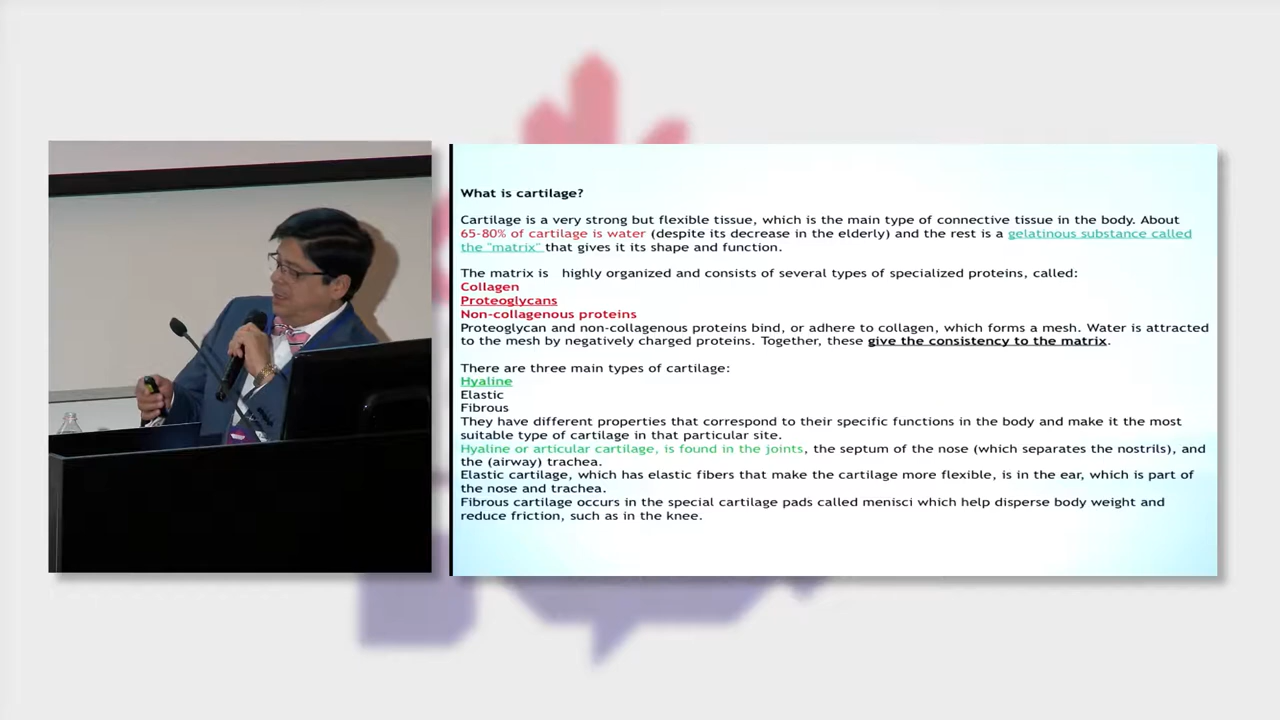 What is cartilage?
Cartilage is a very strong but flexible tissue, which is the main type of connective tissue in the body. About
65-80% of cartilage is water (despite its decrease in the elderly) and the rest is a gelatinous substance called
the "matrix" that gives it its shape and function.
The matrix is highly organized and consists of several types of specialized proteins, called:
Collagen
Proteoglycans
Non-collagenous proteins
Proteoglycan and non-collagenous proteins bind, or adhere to collagen, which forms a mesh. Water is attracted
to the mesh by negatively charged proteins. Together, these give the consistency to the matrix.
There are three main types of cartilage:
Hyaline
Elastic
Fibrous
They have different properties that correspond to their specific functions in the body and make it the most
suitable type of cartilage in that particular site.
Hyaline or articular cartilage, is found in the joints, the septum of the nose (which separates the nostrils), and
the (airway) trachea.
Elastic cartilage, which has elastic fibers that make the cartilage more flexible, is in the ear, which is part of
the nose and trachea.
Fibrous cartilage occurs in the special cartilage pads called menisci which help disperse body weight and
reduce friction, such as in the knee.